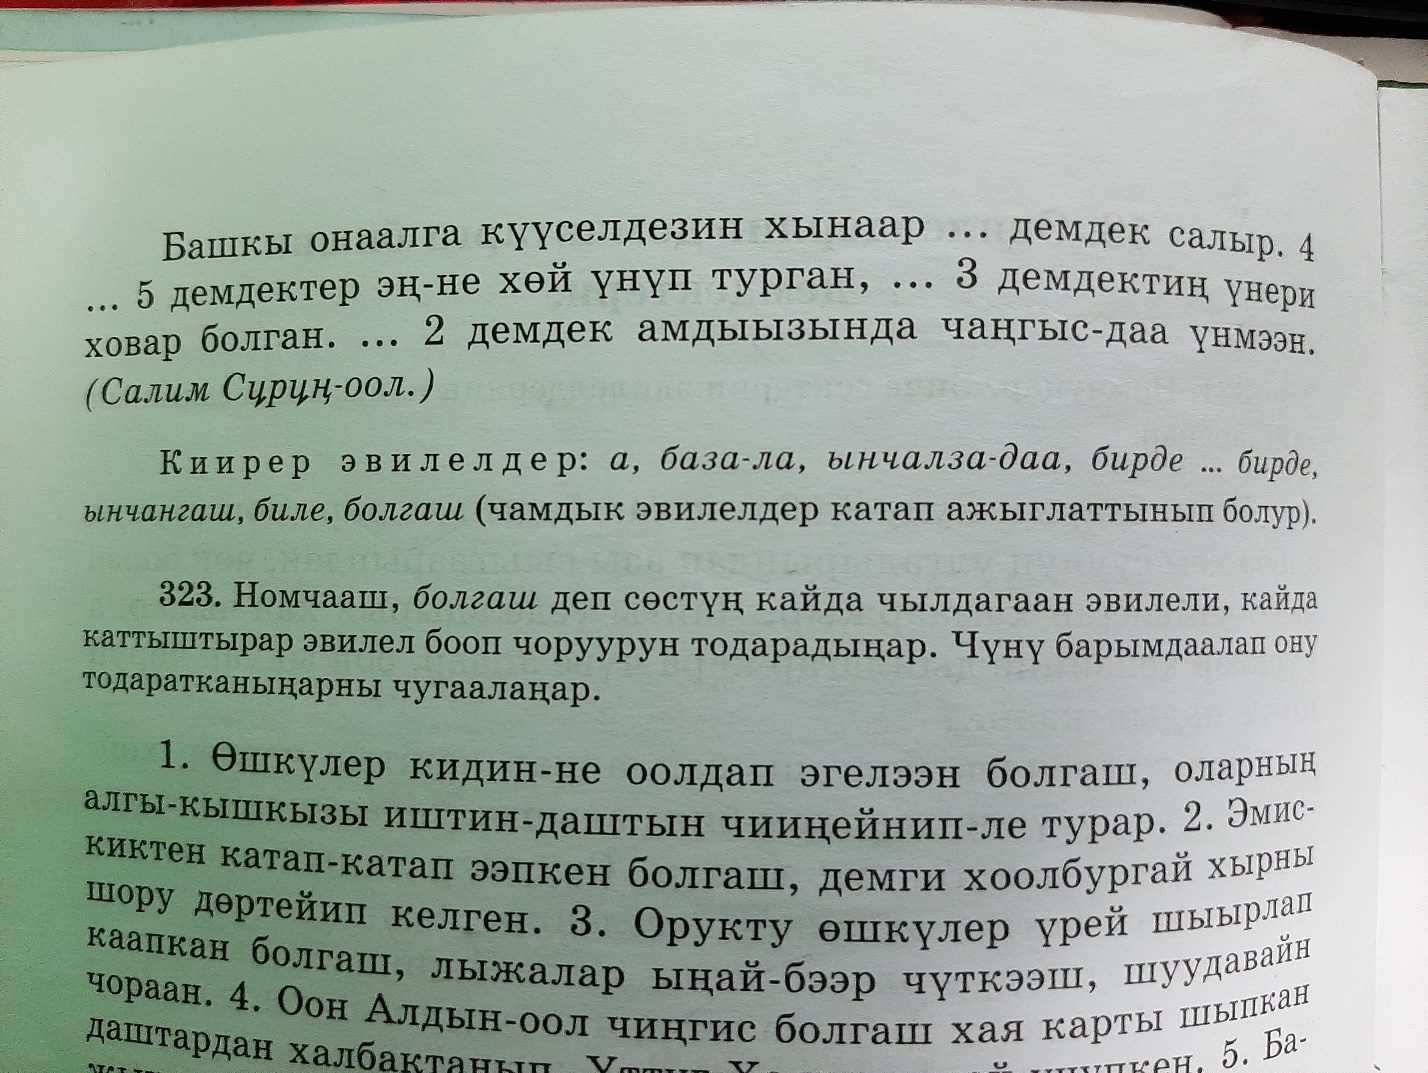 Башкы онаалга күүселдезин хынаар ... демдек салыр. 4
... 5 демдектер эң-не хөй үнүп турган, ... 3 демдектиң үнери
ховар болган. ... 2 демдек амдыызында чаңгыс-даа үнмээн.
(Салим Сүрүң-оол.)
Киирер эвилелдер: а, база-ла, ынчалза-даа, бирде ... бирде,
ынчангаш, биле, болгаш (чамдык эвилелдер катап ажыглаттынып болур).
323. Номчааш, болгаш деп сөстүң кайда чылдагаан эвилели, кайда
каттыштырар эвилел бооп чоруурун тодарадыңар. Чүнү барымдаалап ону
тодаратканыңарны чугаалаңар.
1. Өшкүлер кидин-не оолдап эгелээн болгаш, оларның
алгы-кышкызы иштин-даштын чииңейнип-ле турар. 2. Эмис-
киктен катап-катап ээпкен болгаш, демги хоолбургай хырны
шору дөртейип келген. 3. Орукту өшкүлер үрей шыырлап
каапкан болгаш, лыжалар ыңай-бээр чүткээш, шуудавайн
чораан. 4. Оон Алдын-оол чиңгис болгаш хая карты шыпкан
даштардан халбактанып, 5. Ба-